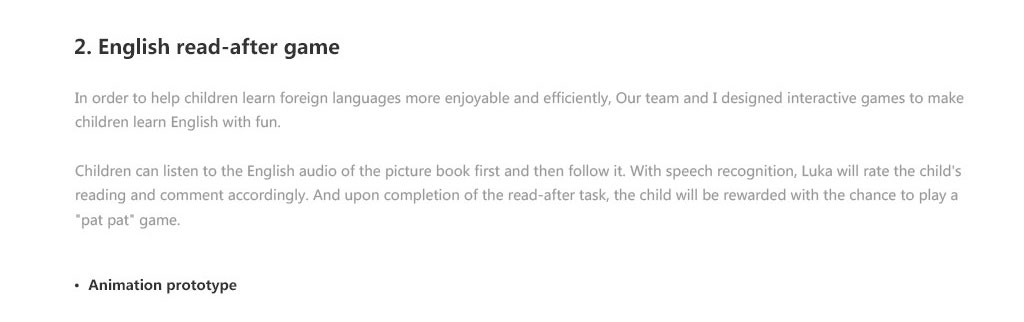 2. English read-after game
In order to help children learn foreign languages more enjoyable and efficiently, Our team and I designed interactive games to make
children learn English with fun.
Children can listen to the English audio of the picture book first and then follow it. With speech recognition, Luka will rate the child's
reading and comment accordingly. And upon completion of the read-after task, the child will be rewarded with the chance to play a
"pat pat" game.
• Animation prototype